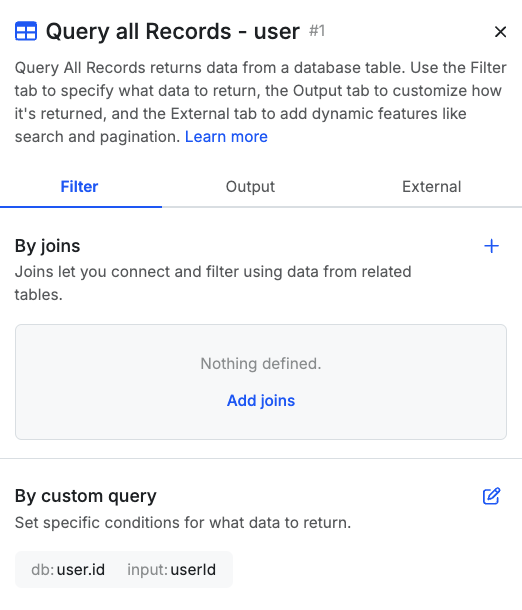 Query all Records - user #1
Query All Records returns data from a database table. Use the Filter
tab to specify what data to return, the Output tab to customize how
it's returned, and the External tab to add dynamic features like
search and pagination. Learn more
Filter Output External
By joins
Joins let you connect and filter using data from related
tables.
Nothing defined.
Add joins
By custom query
Set specific conditions for what data to return.
db: user.id input: userId